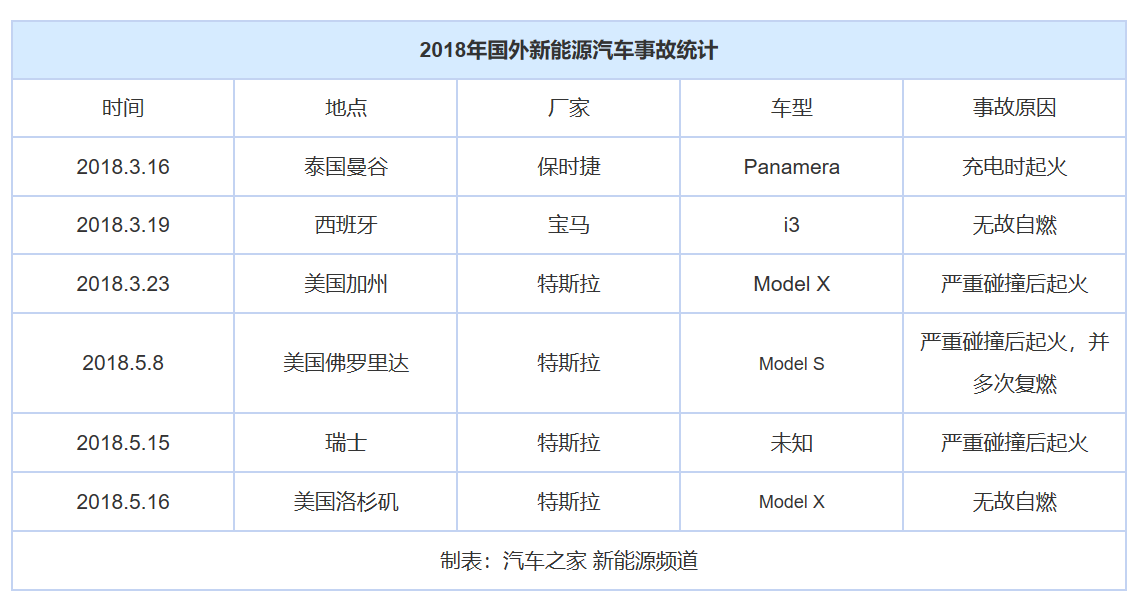 2018年国外新能源汽车事故统计
时间 地点 厂家 车型 事故原因
2018.3.16 泰国曼谷 保时捷 Panamera 充电时起火
2018.3.19 西班牙 宝马 i3 无故自燃
2018.3.23 美国加州 特斯拉 Model X 严重碰撞后起火
2018.5.8 美国佛罗里达 特斯拉 Model S 严重碰撞后起火，并
多次复燃
2018.5.15 瑞士 特斯拉 未知 严重碰撞后起火
2018.5.16 美国洛杉矶 特斯拉 Model X 无故自燃
制表：汽车之家 新能源频道